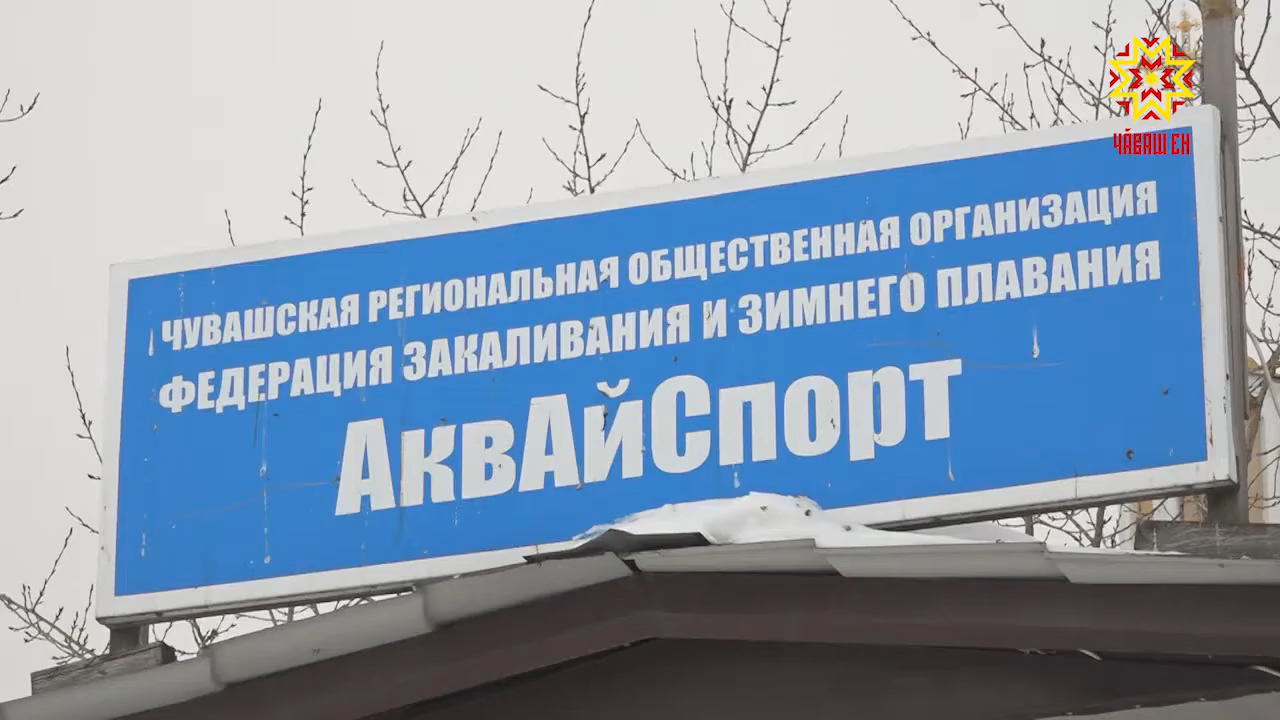 ЧӐВАШ ЕН
ЧУВАШСКАЯ РЕГИОНАЛЬНАЯ ОБЩЕСТВЕННАЯ ОРГАНИЗАЦИЯ
ФЕДЕРАЦИЯ ЗАКАЛИВАНИЯ И ЗИМНЕГО ПЛАВАНИЯ
АквАйСпорт